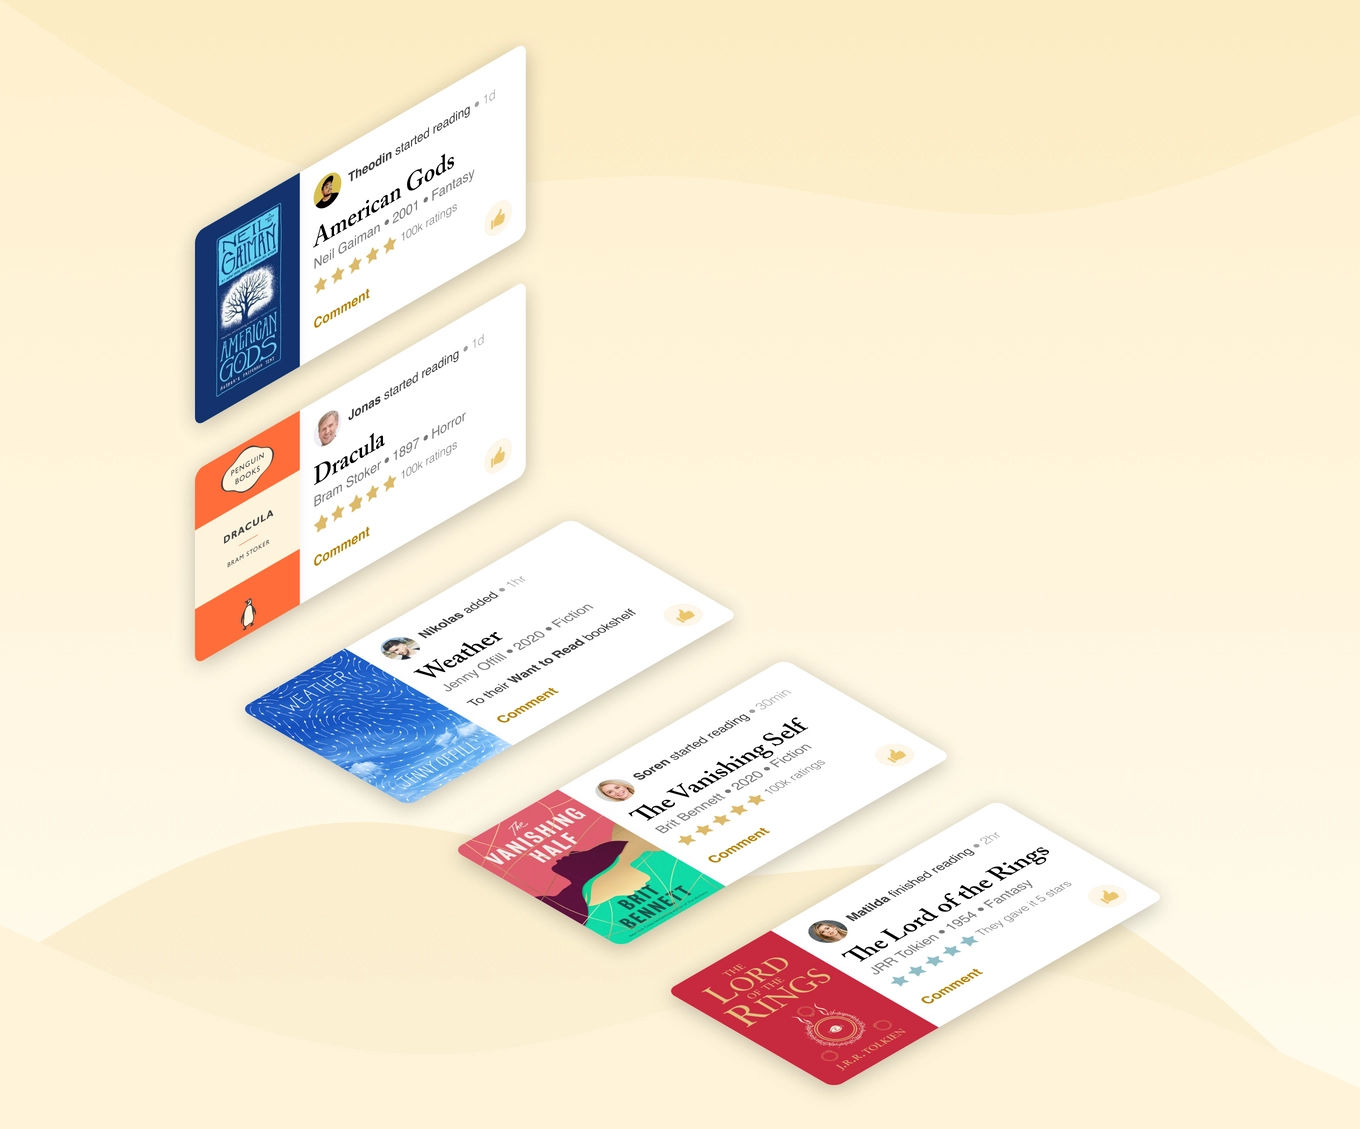 NEIL
GAIMAN
AMERICAN
GODS
Theodin started reading • 1d
American Gods
Neil Gaiman • 2001 • Fantasy
100k ratings
Comment
PENGUIN
BOOKS
DRACULA
BRAM STOKER
Jonas started reading • 1d
Dracula
Bram Stoker • 1897 • Horror
100k ratings
Comment
WEATHER
JENNY OFFILL
Nikolas added • 1hr
Weather
Jenny Offill • 2020 • Fiction
To their Want to Read bookshelf
Comment
The
VANISHING
HALF
BRIT
BENNETT
Soren started reading • 30min
The Vanishing Self
Brit Bennett • 2020 • Fiction
100k ratings
Comment
THE
LORD
OF THE
RINGS
J.R.R. TOLKIEN
Matilda finished reading • 2hr
The Lord of the Rings
JRR Tolkien • 1954 • Fantasy
They gave it 5 stars
Comment